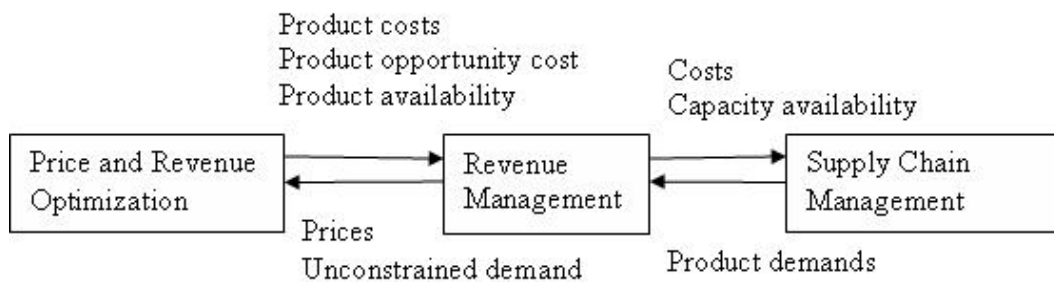 Product costs
Product opportunity cost
Product availability
Costs
Capacity availability
Price and Revenue
Optimization
Revenue
Management
Supply Chain
Management
Prices
Unconstrained demand
Product demands